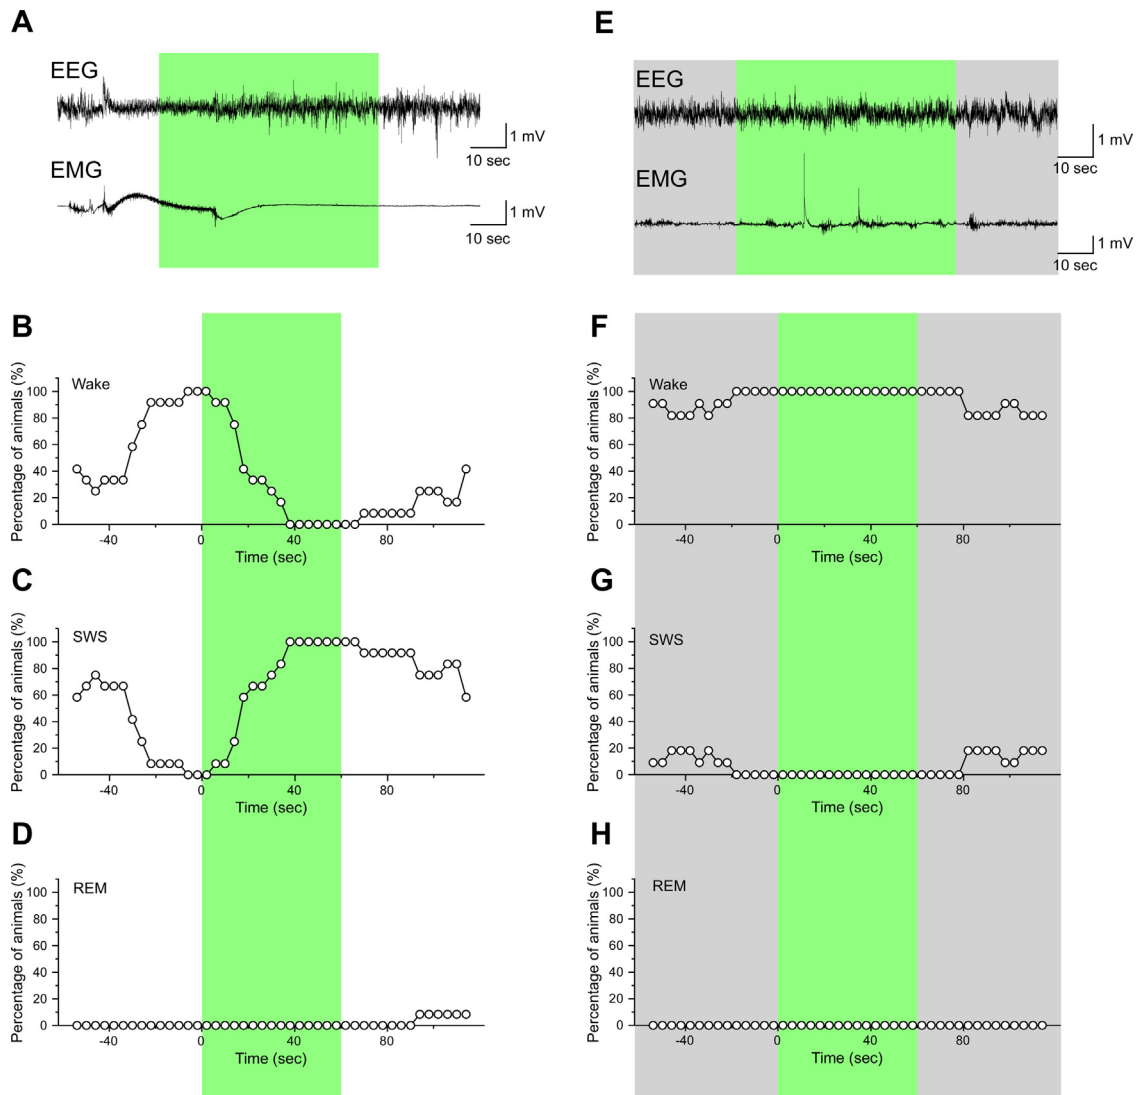 A
EEG
1 mV
10 sec
EMG
1 mV
10 sec
E
EEG
1 mV
10 sec
EMG
1 mV
10 sec
B
Wake
Percentage of animals (%)
100
80
60
40
20
0
-40 0 40 80
Time (sec)
F
Wake
Percentage of animals (%)
100
80
60
40
20
0
-40 0 40 80
Time (sec)
C
SWS
Percentage of animals (%)
100
80
60
40
20
0
-40 0 40 80
Time (sec)
G
SWS
Percentage of animals (%)
100
80
60
40
20
0
-40 0 40 80
Time (sec)
D
REM
Percentage of animals (%)
100
80
60
40
20
0
-40 0 40 80
Time (sec)
H
REM
Percentage of animals (%)
100
80
60
40
20
0
-40 0 40 80
Time (sec)